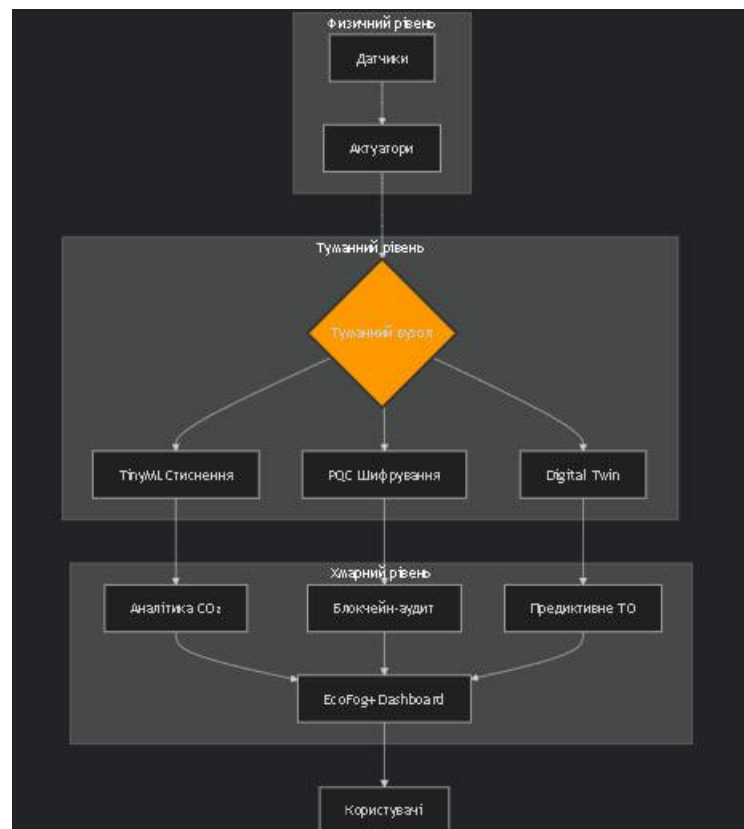 Физичний рівень
Датчики
Актуатори
Туманний рівень
Туманний вузол
TinyML Стиснення
PQC Шифрування
Digital Twin
Хмарний рівень
Аналітика CO₂
Блокчейн-аудит
Предиктивне ТО
EcoFog+ Dashboard
Користувачі